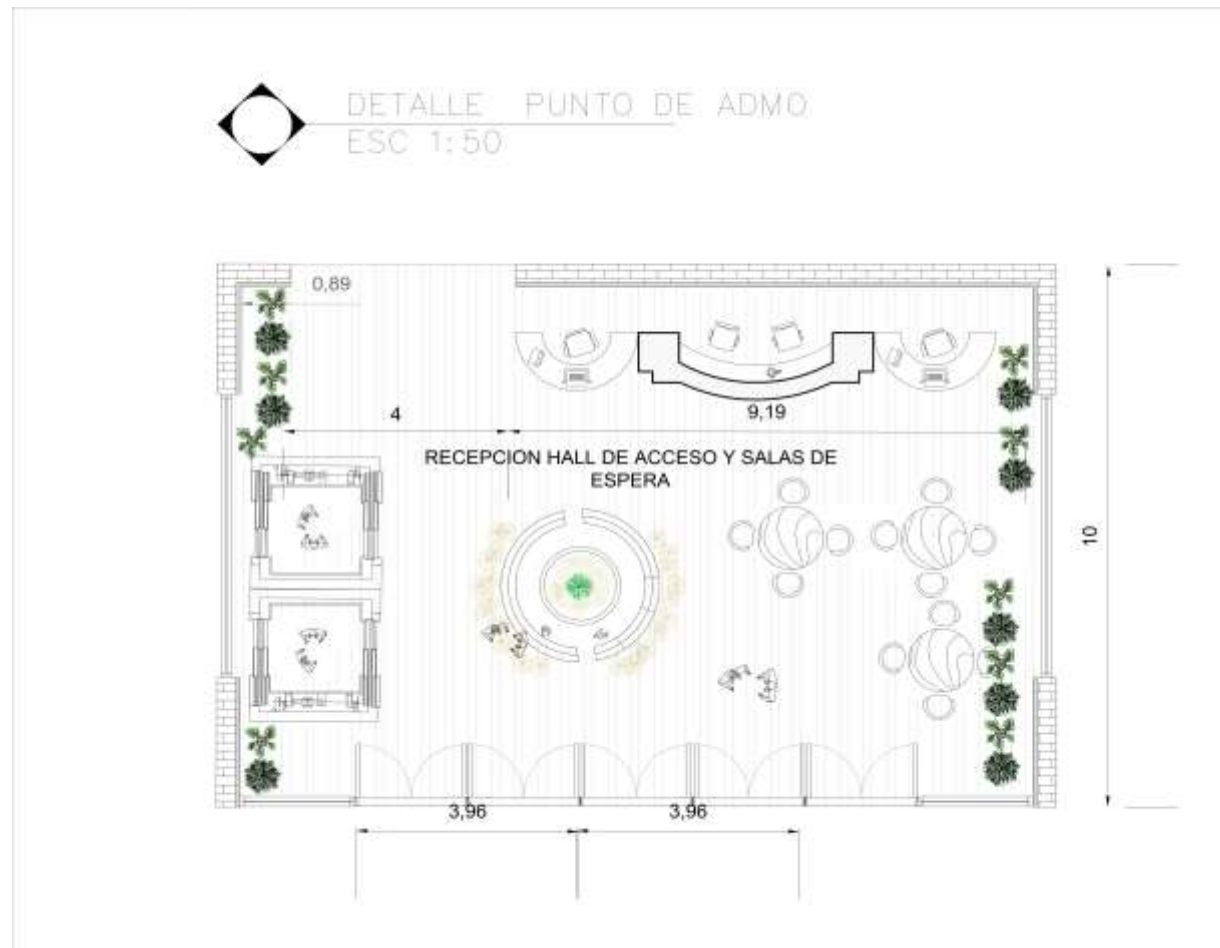 DETALLE PUNTO DE ADMO
ESC 1:50
0,89
4
9,19
RECEPCION HALL DE ACCESO Y SALAS DE
ESPERA
10
3,96
3,96